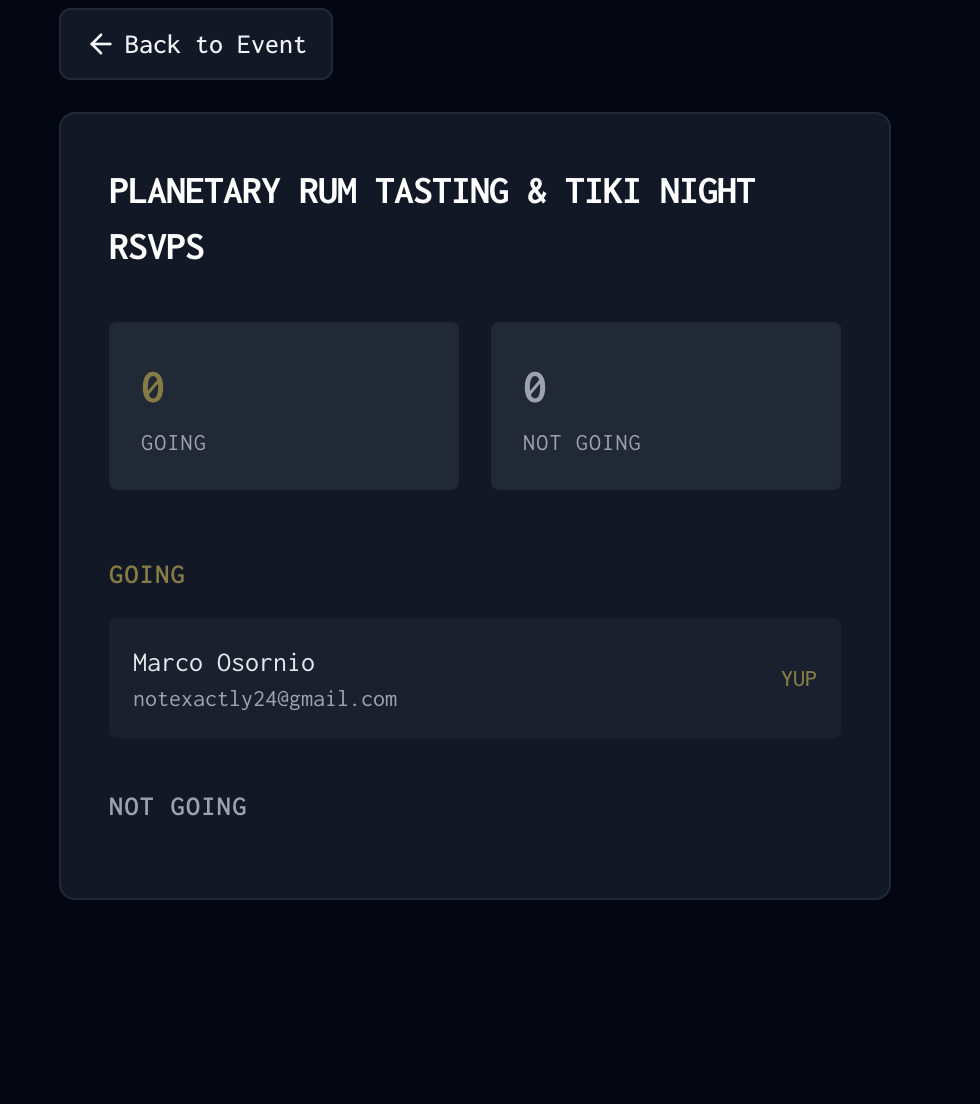 Back to Event
PLANETARY RUM TASTING & TIKI NIGHT
RSVPS
0
GOING
0
NOT GOING
GOING
Marco Osornio
notexactly24@gmail.com
YUP
NOT GOING